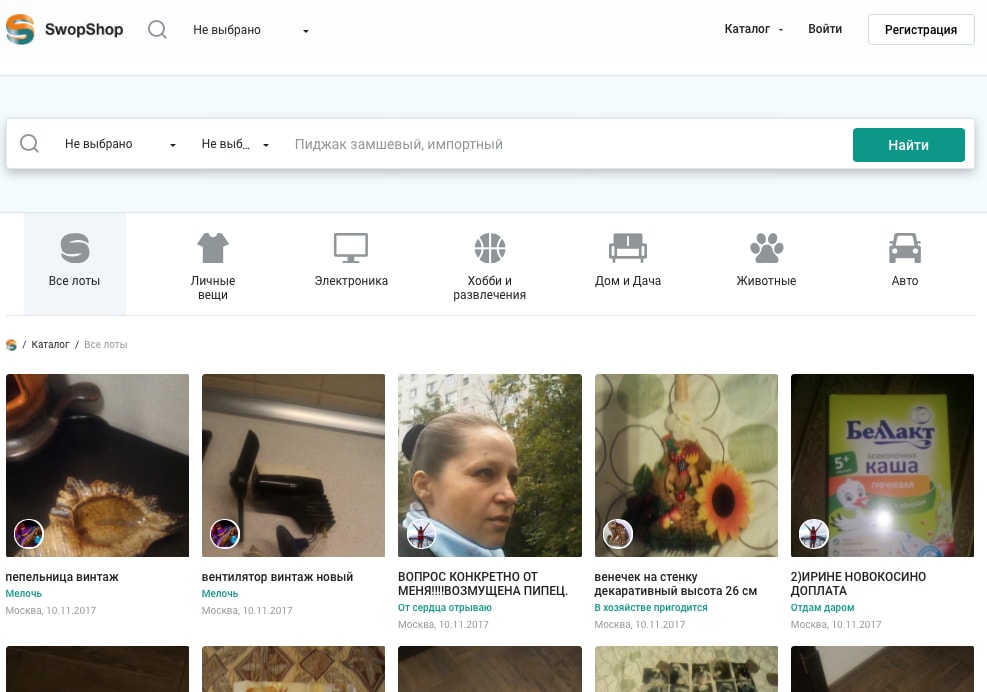 SwopShop
Не выбрано
Каталог
Войти
Регистрация
Не выбрано
Не выб...
Пиджак замшевый, импортный
Найти
Все лоты
Личные
вещи
Электроника
Хобби и
развлечения
Дом и Дача
Животные
Авто
/ Каталог / Все лоты
БеЛЛакт
БЕЗМОЛОЧНАЯ
5+
каша
ГРЕЧНЕВАЯ
пепельница винтаж
Мелочь
Москва, 10.11.2017
вентилятор винтаж новый
Мелочь
Москва, 10.11.2017
ВОПРОС КОНКРЕТНО ОТ
МЕНЯ!!!!ВОЗМУЩЕНА ПИПЕЦ.
От сердца отрываю
Москва, 10.11.2017
венечек на стенку
декаративный высота 26 см
В хозяйстве пригодится
Москва, 10.11.2017
2)ИРИНЕ НОВОКОСИНО
ДОПЛАТА
Отдам даром
Москва, 10.11.2017